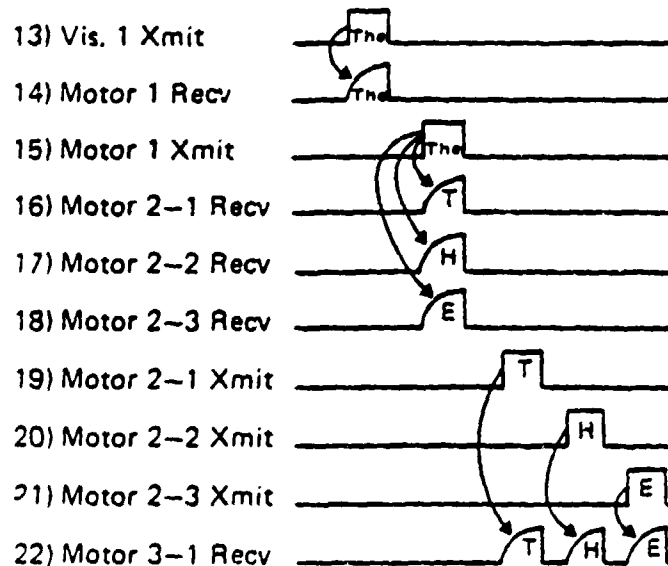 13) Vis. 1 Xmit The
14) Motor 1 Recv The
15) Motor 1 Xmit The
16) Motor 2–1 Recv T
17) Motor 2–2 Recv H
18) Motor 2–3 Recv E
19) Motor 2–1 Xmit T
20) Motor 2–2 Xmit H
21) Motor 2–3 Xmit E
22) Motor 3–1 Recv T H E